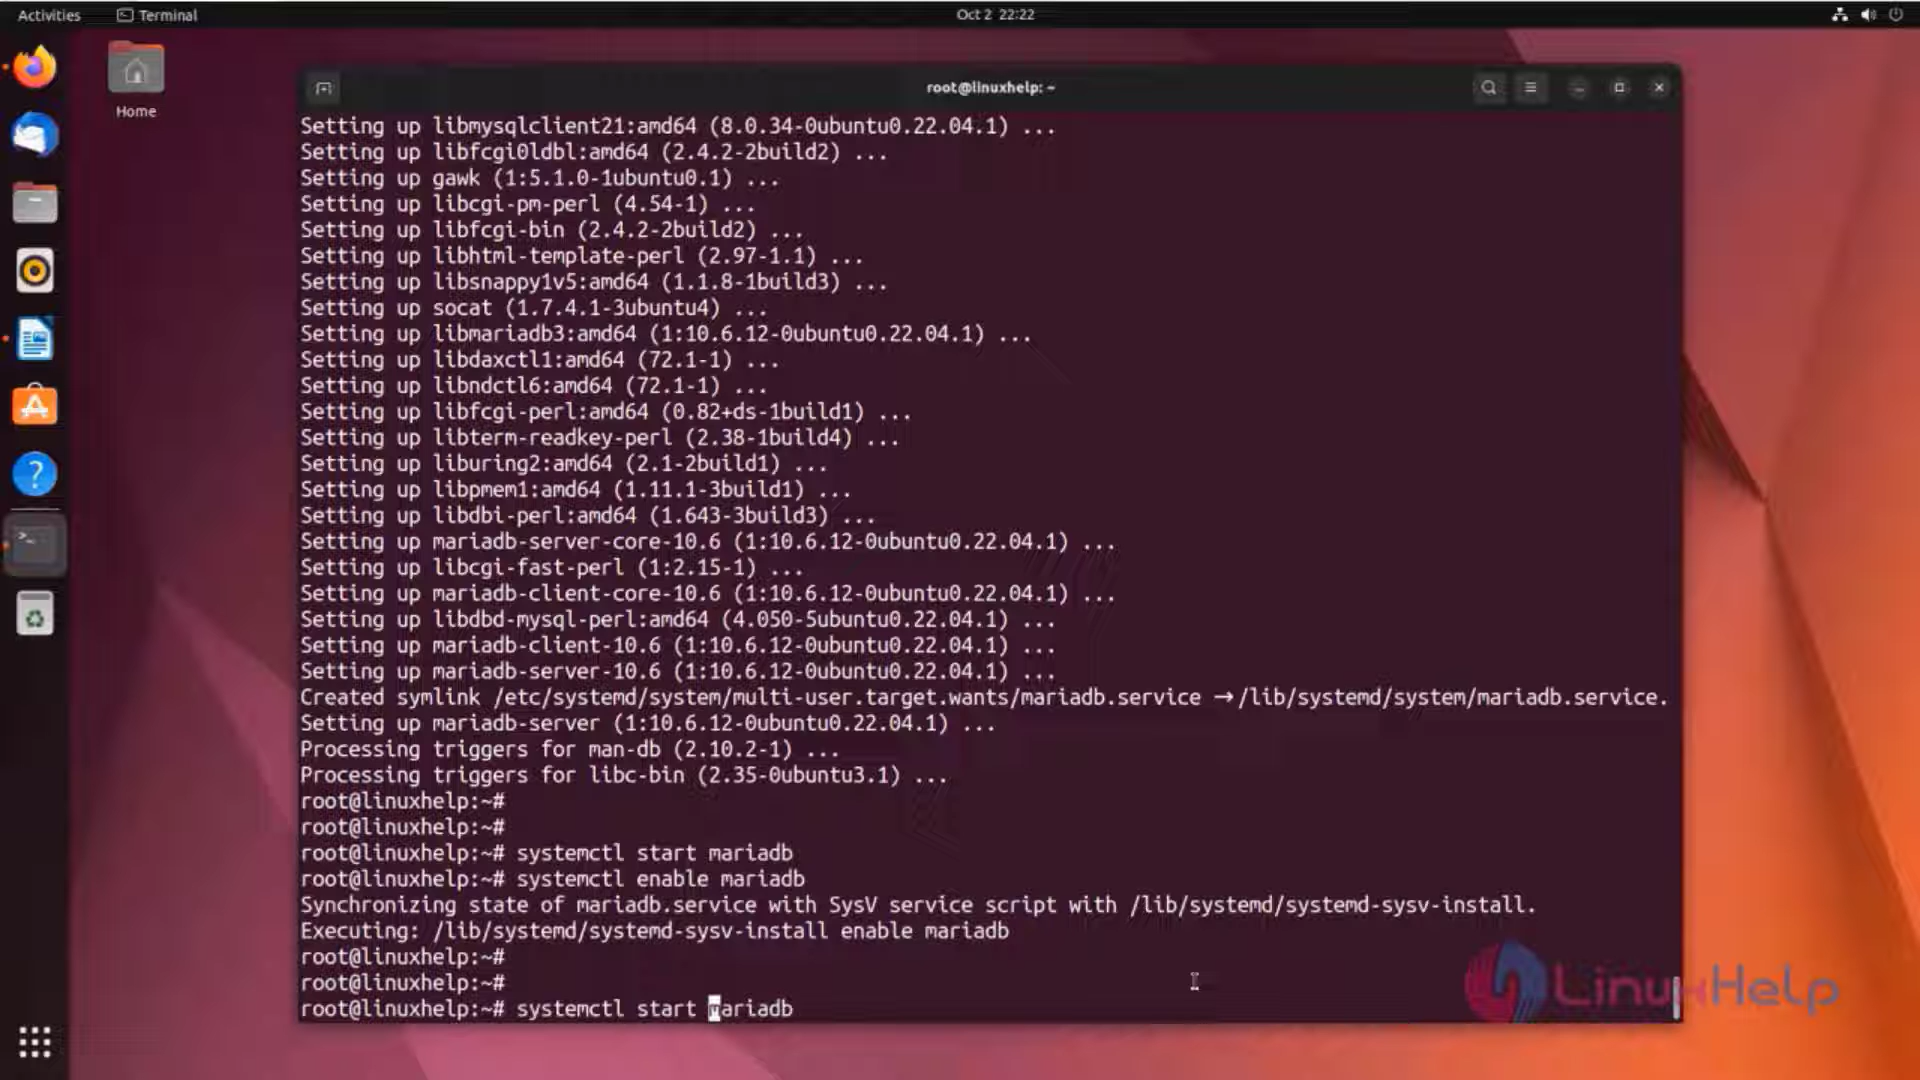 Activities Terminal Oct 2 22:22
Home
root@linuxhelp: ~
Setting up libmysqlclient21:amd64 (8.0.34-0ubuntu0.22.04.1) ...
Setting up libfcgi0ldbl:amd64 (2.4.2-2build2) ...
Setting up gawk (1:5.1.0-1ubuntu0.1) ...
Setting up libcgi-pm-perl (4.54-1) ...
Setting up libfcgi-bin (2.4.2-2build2) ...
Setting up libhtml-template-perl (2.97-1.1) ...
Setting up libsnappy1v5:amd64 (1.1.8-1build3) ...
Setting up socat (1.7.4.1-3ubuntu4) ...
Setting up libmariadb3:amd64 (1:10.6.12-0ubuntu0.22.04.1) ...
Setting up libdaxctl1:amd64 (72.1-1) ...
Setting up libndctl6:amd64 (72.1-1) ...
Setting up libfcgi-perl:amd64 (0.82+ds-1build1) ...
Setting up libterm-readkey-perl (2.38-1build4) ...
Setting up liburing2:amd64 (2.1-2build1) ...
Setting up libpmem1:amd64 (1.11.1-3build1) ...
Setting up libdbi-perl:amd64 (1.643-3build3) ...
Setting up mariadb-server-core-10.6 (1:10.6.12-0ubuntu0.22.04.1) ...
Setting up libcgi-fast-perl (1:2.15-1) ...
Setting up mariadb-client-core-10.6 (1:10.6.12-0ubuntu0.22.04.1) ...
Setting up libdbd-mysql-perl:amd64 (4.050-5ubuntu0.22.04.1) ...
Setting up mariadb-client-10.6 (1:10.6.12-0ubuntu0.22.04.1) ...
Setting up mariadb-server-10.6 (1:10.6.12-0ubuntu0.22.04.1) ...
Created symlink /etc/systemd/system/multi-user.target.wants/mariadb.service → /lib/systemd/system/mariadb.service.
Setting up mariadb-server (1:10.6.12-0ubuntu0.22.04.1) ...
Processing triggers for man-db (2.10.2-1) ...
Processing triggers for libc-bin (2.35-0ubuntu3.1) ...
root@linuxhelp:~#
root@linuxhelp:~#
root@linuxhelp:~# systemctl start mariadb
root@linuxhelp:~# systemctl enable mariadb
Synchronizing state of mariadb.service with SysV service script with /lib/systemd/systemd-sysv-install.
Executing: /lib/systemd/systemd-sysv-install enable mariadb
root@linuxhelp:~#
root@linuxhelp:~#
root@linuxhelp:~# systemctl start mariadb
LinuxHelp